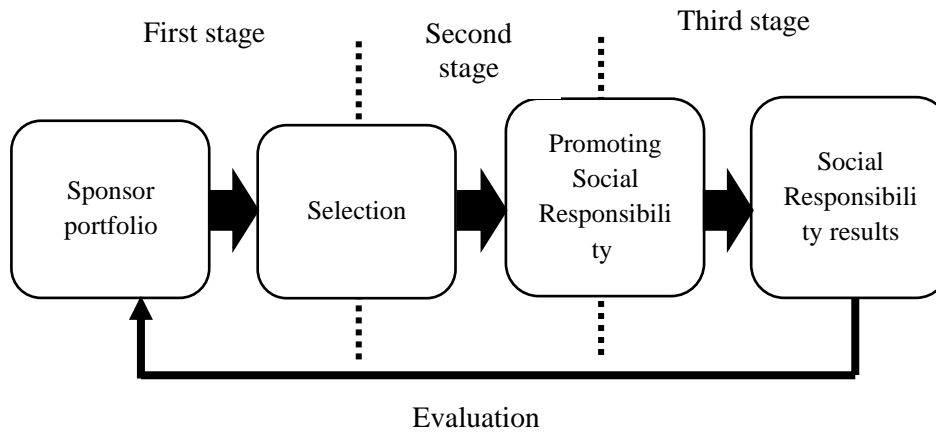 First stage
Second
stage
Third stage
Sponsor
portfolio
Selection
Promoting
Social
Responsibili
ty
Social
Responsibili
ty results
Evaluation